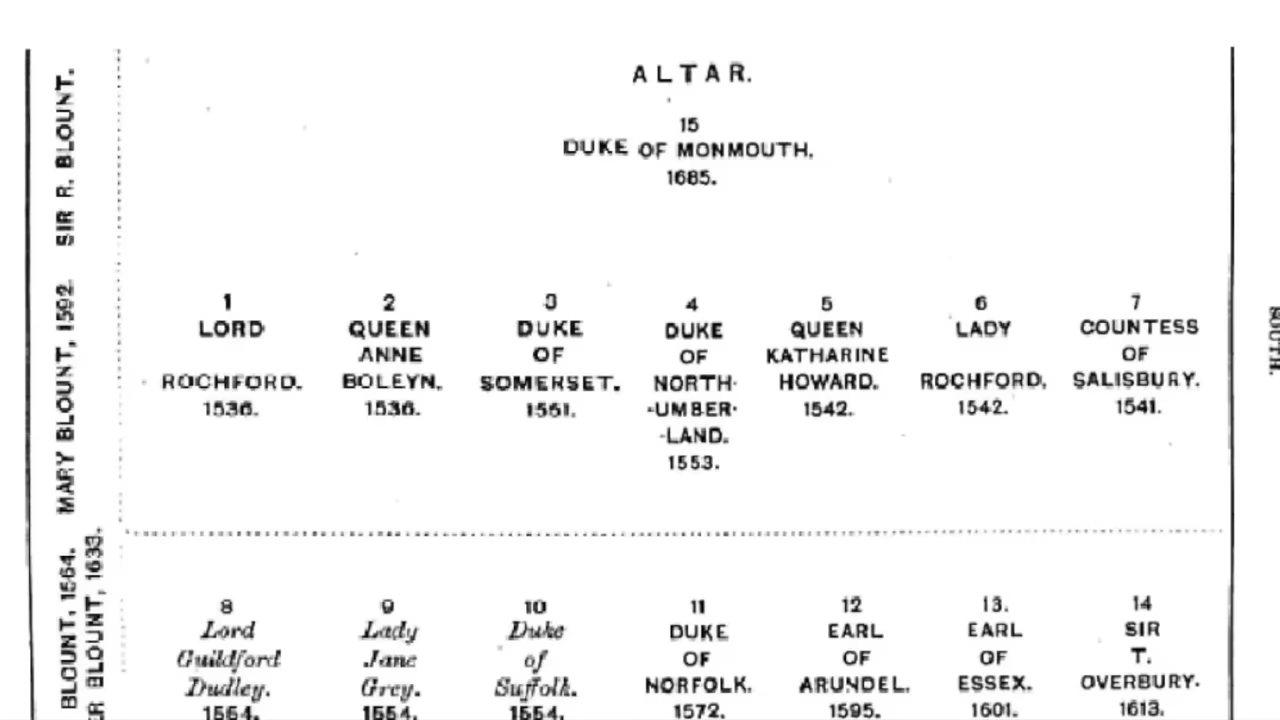 ALTAR.
15
DUKE OF MONMOUTH.
1685.
1 2 3 4 5 6 7
LORD QUEEN DUKE DUKE QUEEN LADY COUNTESS
ANNE OF OF KATHARINE OF
ROCHFORD. BOLEYN. SOMERSET. NORTH- HOWARD. ROCHFORD. SALISBURY.
1536. 1536. 1551. -UMBER- 1542. 1542. 1541.
-LAND.
1553.
8 9 10 11 12 13. 14
Lord Lady Duke DUKE EARL EARL SIR
Guildford Jane of OF OF OF T.
Dudley. Grey. Suffolk. NORFOLK. ARUNDEL. ESSEX. OVERBURY.
1554. 1554. 1554. 1572. 1595. 1601. 1613.
BLOUNT, 1564. MARY BLOUNT, 1592. SIR R. BLOUNT.
ER BLOUNT, 1633.
SOUTH.